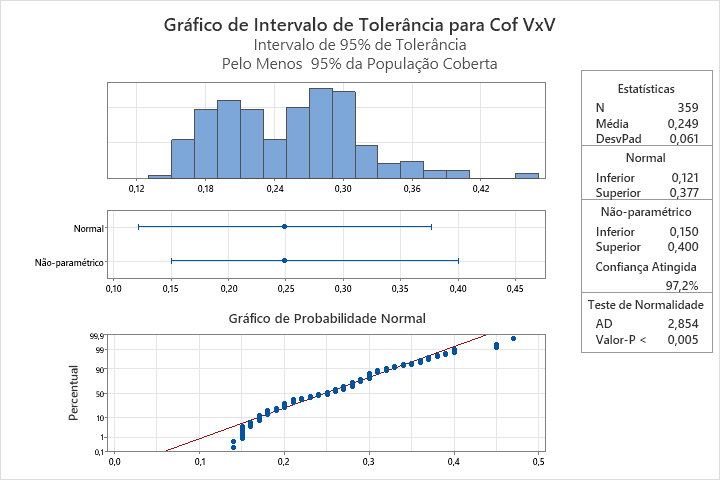 Gráfico de Intervalo de Tolerância para Cof VxV
Intervalo de 95% de Tolerância
Pelo Menos 95% da População Coberta
0,12 0,18 0,24 0,30 0,36 0,42
Normal
Não-paramétrico
0,10 0,15 0,20 0,25 0,30 0,35 0,40 0,45
Gráfico de Probabilidade Normal
Percentual
99,9
99
90
50
10
1
0,1
0,0 0,1 0,2 0,3 0,4 0,5
Estatísticas
N 359
Média 0,249
DesvPad 0,061
Normal
Inferior 0,121
Superior 0,377
Não-paramétrico
Inferior 0,150
Superior 0,400
Confiança Atingida
97,2%
Teste de Normalidade
AD 2,854
Valor-P < 0,005